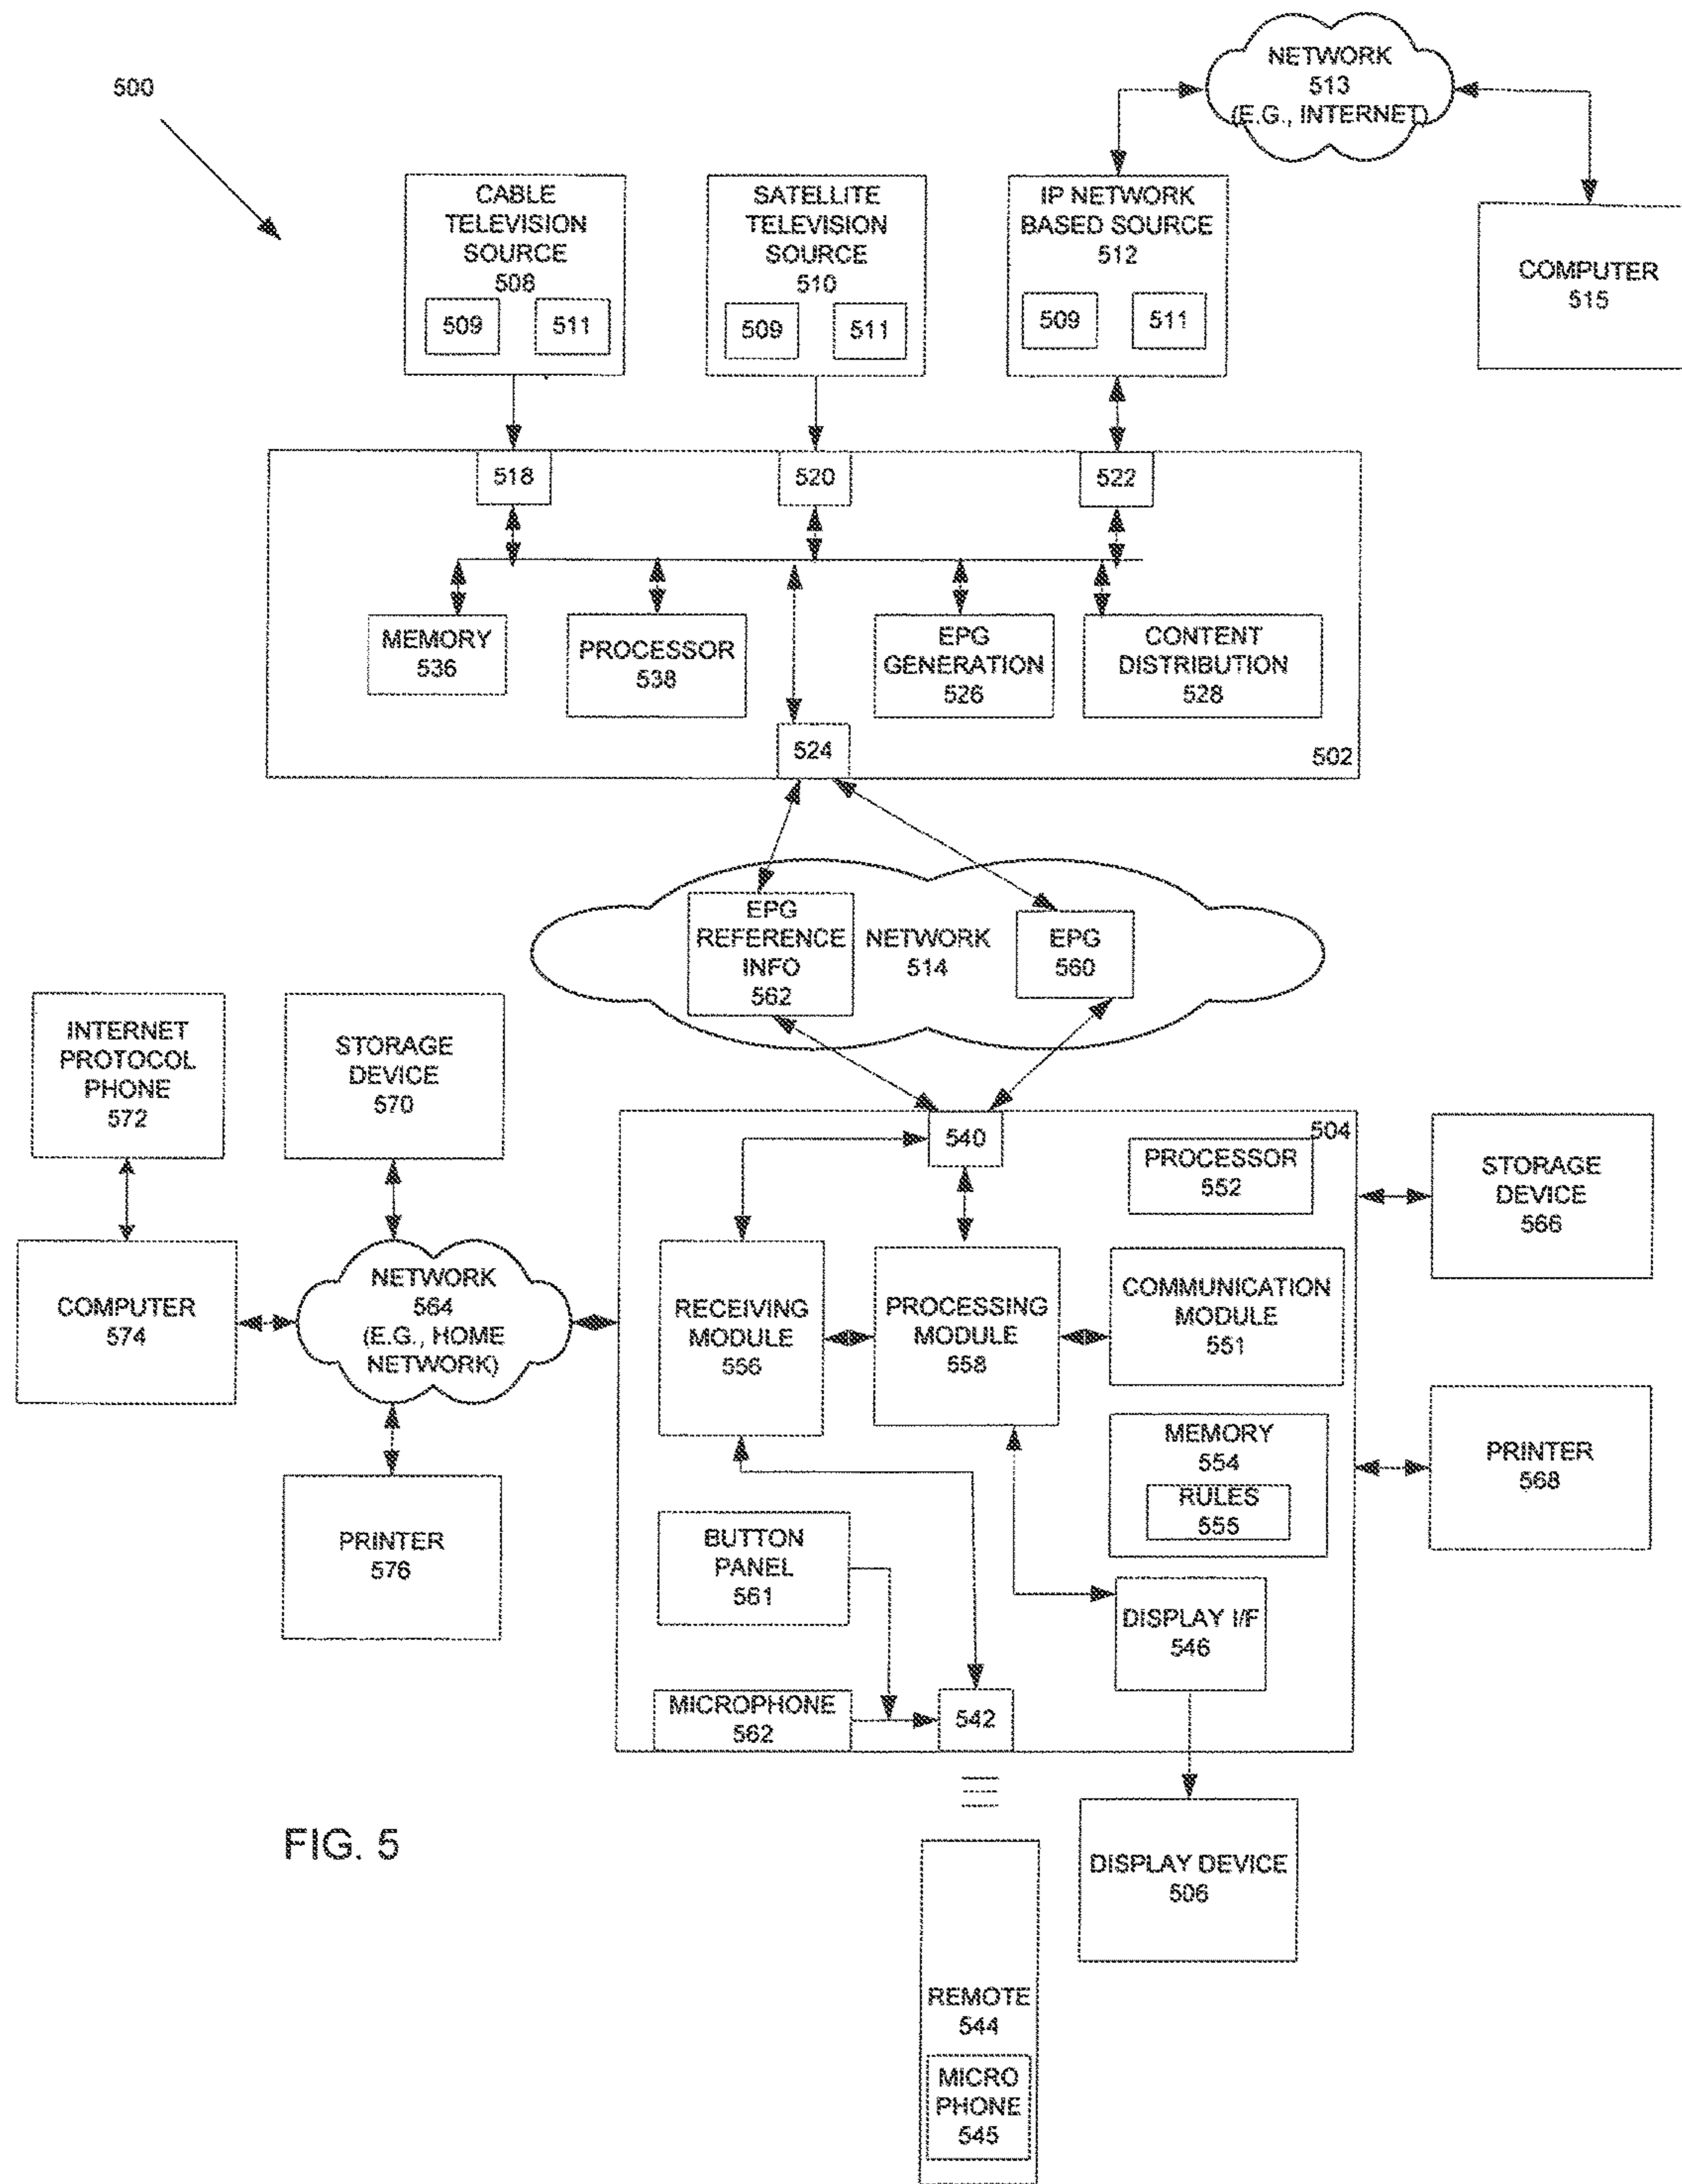 500
NETWORK
513
(E.G., INTERNET)
CABLE
TELEVISION
SOURCE
508
509
511
SATELLITE
TELEVISION
SOURCE
510
509
511
IP NETWORK
BASED SOURCE
512
509
511
COMPUTER
515
518
520
522
MEMORY
536
PROCESSOR
538
EPG
GENERATION
526
CONTENT
DISTRIBUTION
528
524
502
EPG
REFERENCE
INFO
562
NETWORK
514
EPG
560
INTERNET
PROTOCOL
PHONE
572
STORAGE
DEVICE
570
540
504
PROCESSOR
552
STORAGE
DEVICE
566
COMPUTER
574
NETWORK
564
(E.G., HOME
NETWORK)
RECEIVING
MODULE
556
PROCESSING
MODULE
558
COMMUNICATION
MODULE
551
MEMORY
554
RULES
555
PRINTER
568
PRINTER
576
BUTTON
PANEL
561
DISPLAY I/F
546
MICROPHONE
562
542
FIG. 5
DISPLAY DEVICE
506
REMOTE
544
MICRO
PHONE
545